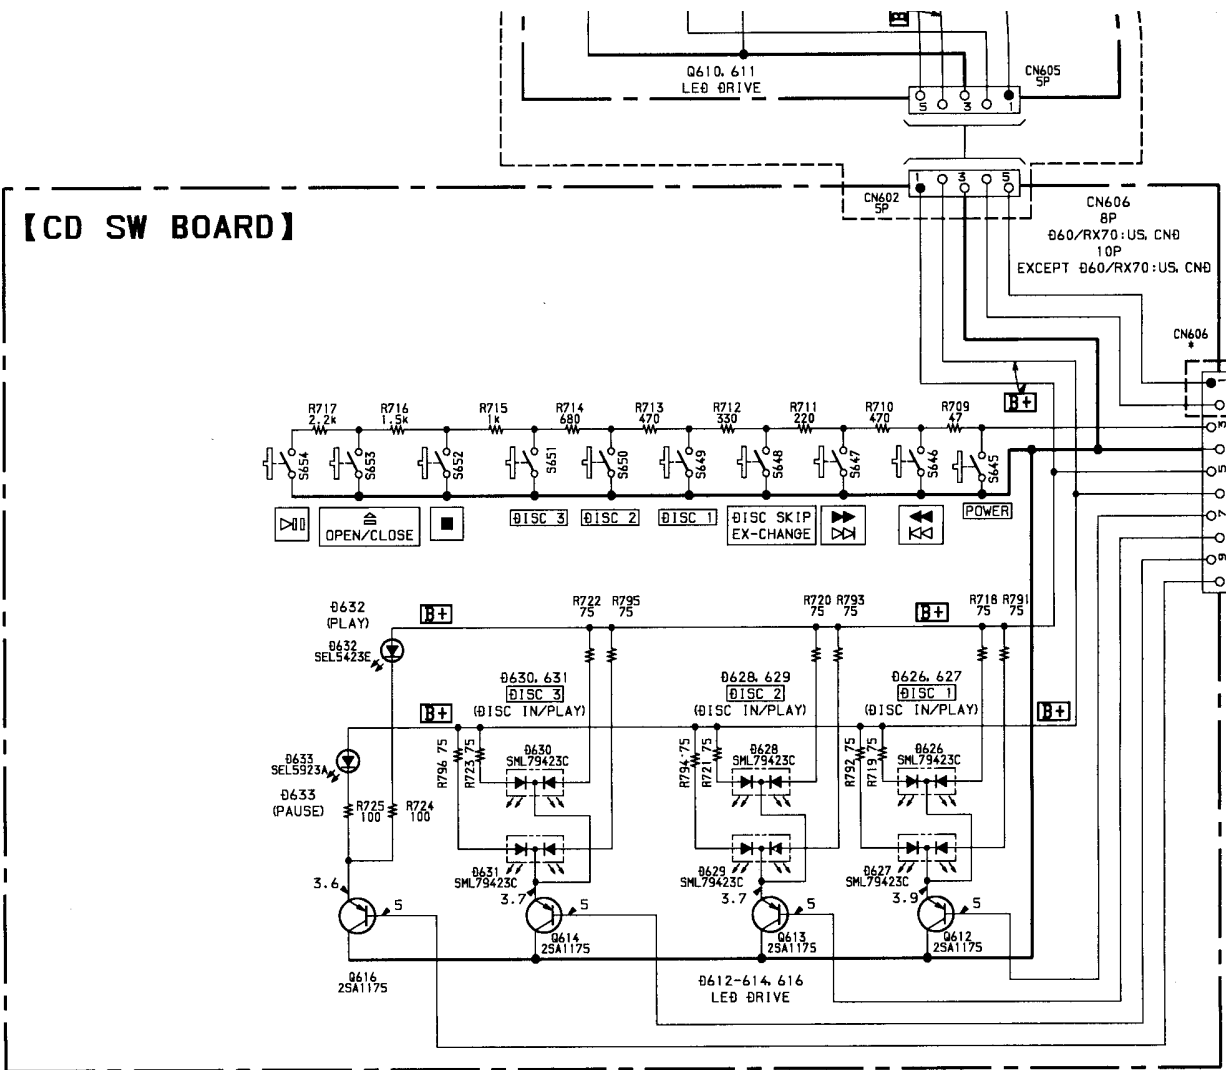 B
Q610, 611
LED DRIVE
CN605
5P
5 3 1
1 3 5
CN602
5P
【CD SW BOARD】
CN606
8P
D60/RX70:US, CND
10P
EXCEPT D60/RX70:US, CND
CN606
*
1
3
5
7
9
B+
R717
2.2k
R716
1.5k
R715
1k
R714
680
R713
470
R712
330
R711
220
R710
470
R709
47
S654
S653
S652
S651
S650
S649
S648
S647
S646
S645
OPEN/CLOSE
DISC 3
DISC 2
DISC 1
DISC SKIP
EX-CHANGE
POWER
D632
(PLAY)
D632
SEL5423E
B+
R722
75
R795
75
R720
75
R793
75
B+
R718
75
R791
75
D630, 631
DISC 3
(DISC IN/PLAY)
D628, 629
DISC 2
(DISC IN/PLAY)
D626, 627
DISC 1
(DISC IN/PLAY)
B+
B+
D633
SEL5923A
D633
(PAUSE)
R725
100
R724
100
R796 75
R723 75
D630
SML79423C
R794 75
R721 75
D628
SML79423C
R792 75
R719 75
D626
SML79423C
D631
SML79423C
D629
SML79423C
D627
SML79423C
3.6
5
3.7
5
3.7
5
3.9
5
Q616
2SA1175
Q614
2SA1175
Q613
2SA1175
Q612
2SA1175
D612-614, 616
LED DRIVE